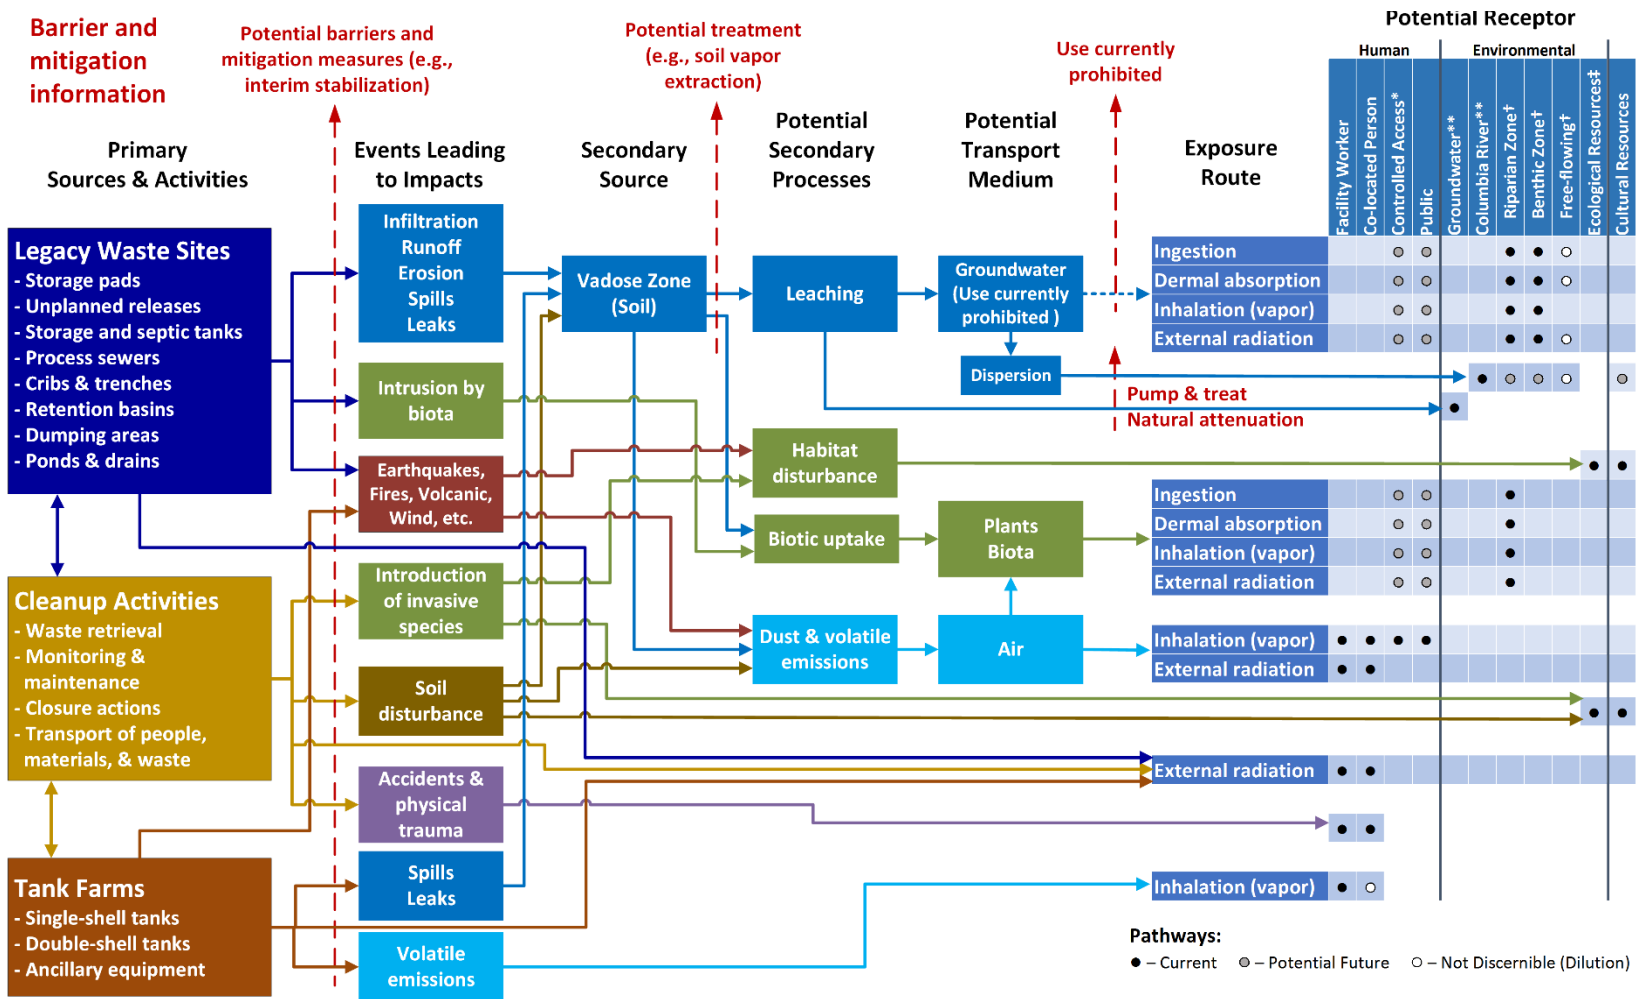 Barrier and
mitigation
information
Potential barriers and
mitigation measures (e.g.,
interim stabilization)
Potential treatment
(e.g., soil vapor
extraction)
Use currently
prohibited
Potential Receptor
Human
Environmental
Facility Worker
Co-located Person
Controlled Access*
Public
Groundwater**
Columbia River**
Riparian Zone†
Benthic Zone†
Free-flowing†
Ecological Resources‡
Cultural Resources
Primary
Sources & Activities
Events Leading
to Impacts
Secondary
Source
Potential
Secondary
Processes
Potential
Transport
Medium
Exposure
Route
Legacy Waste Sites
- Storage pads
- Unplanned releases
- Storage and septic tanks
- Process sewers
- Cribs & trenches
- Retention basins
- Dumping areas
- Ponds & drains
Cleanup Activities
- Waste retrieval
- Monitoring &
maintenance
- Closure actions
- Transport of people,
materials, & waste
Tank Farms
- Single-shell tanks
- Double-shell tanks
- Ancillary equipment
Infiltration
Runoff
Erosion
Spills
Leaks
Intrusion by
biota
Earthquakes,
Fires, Volcanic,
Wind, etc.
Introduction
of invasive
species
Soil
disturbance
Accidents &
physical
trauma
Spills
Leaks
Volatile
emissions
Vadose Zone
(Soil)
Leaching
Habitat
disturbance
Biotic uptake
Dust & volatile
emissions
Groundwater
(Use currently
prohibited )
Dispersion
Plants
Biota
Air
Pump & treat
Natural attenuation
Ingestion
Dermal absorption
Inhalation (vapor)
External radiation
Ingestion
Dermal absorption
Inhalation (vapor)
External radiation
Inhalation (vapor)
External radiation
External radiation
Inhalation (vapor)
Pathways:
– Current
– Potential Future
– Not Discernible (Dilution)